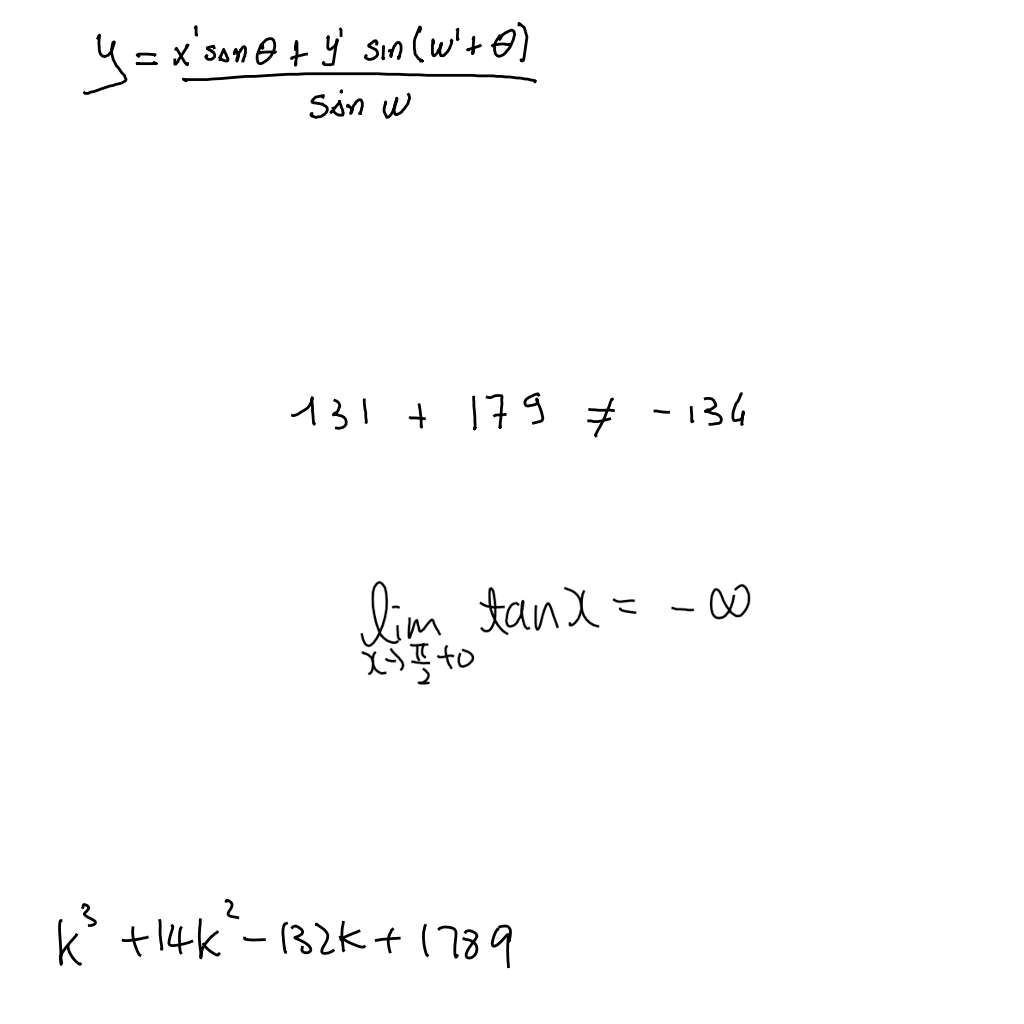 y = \frac{x' \sin \theta + y' \sin (w' + \theta)}{\sin w}
131 + 179 ≠ -134
\lim_{x \to \frac{\pi}{2} + 0} \tan x = -\infty
k^3 + 14k^2 - 132k + 1789